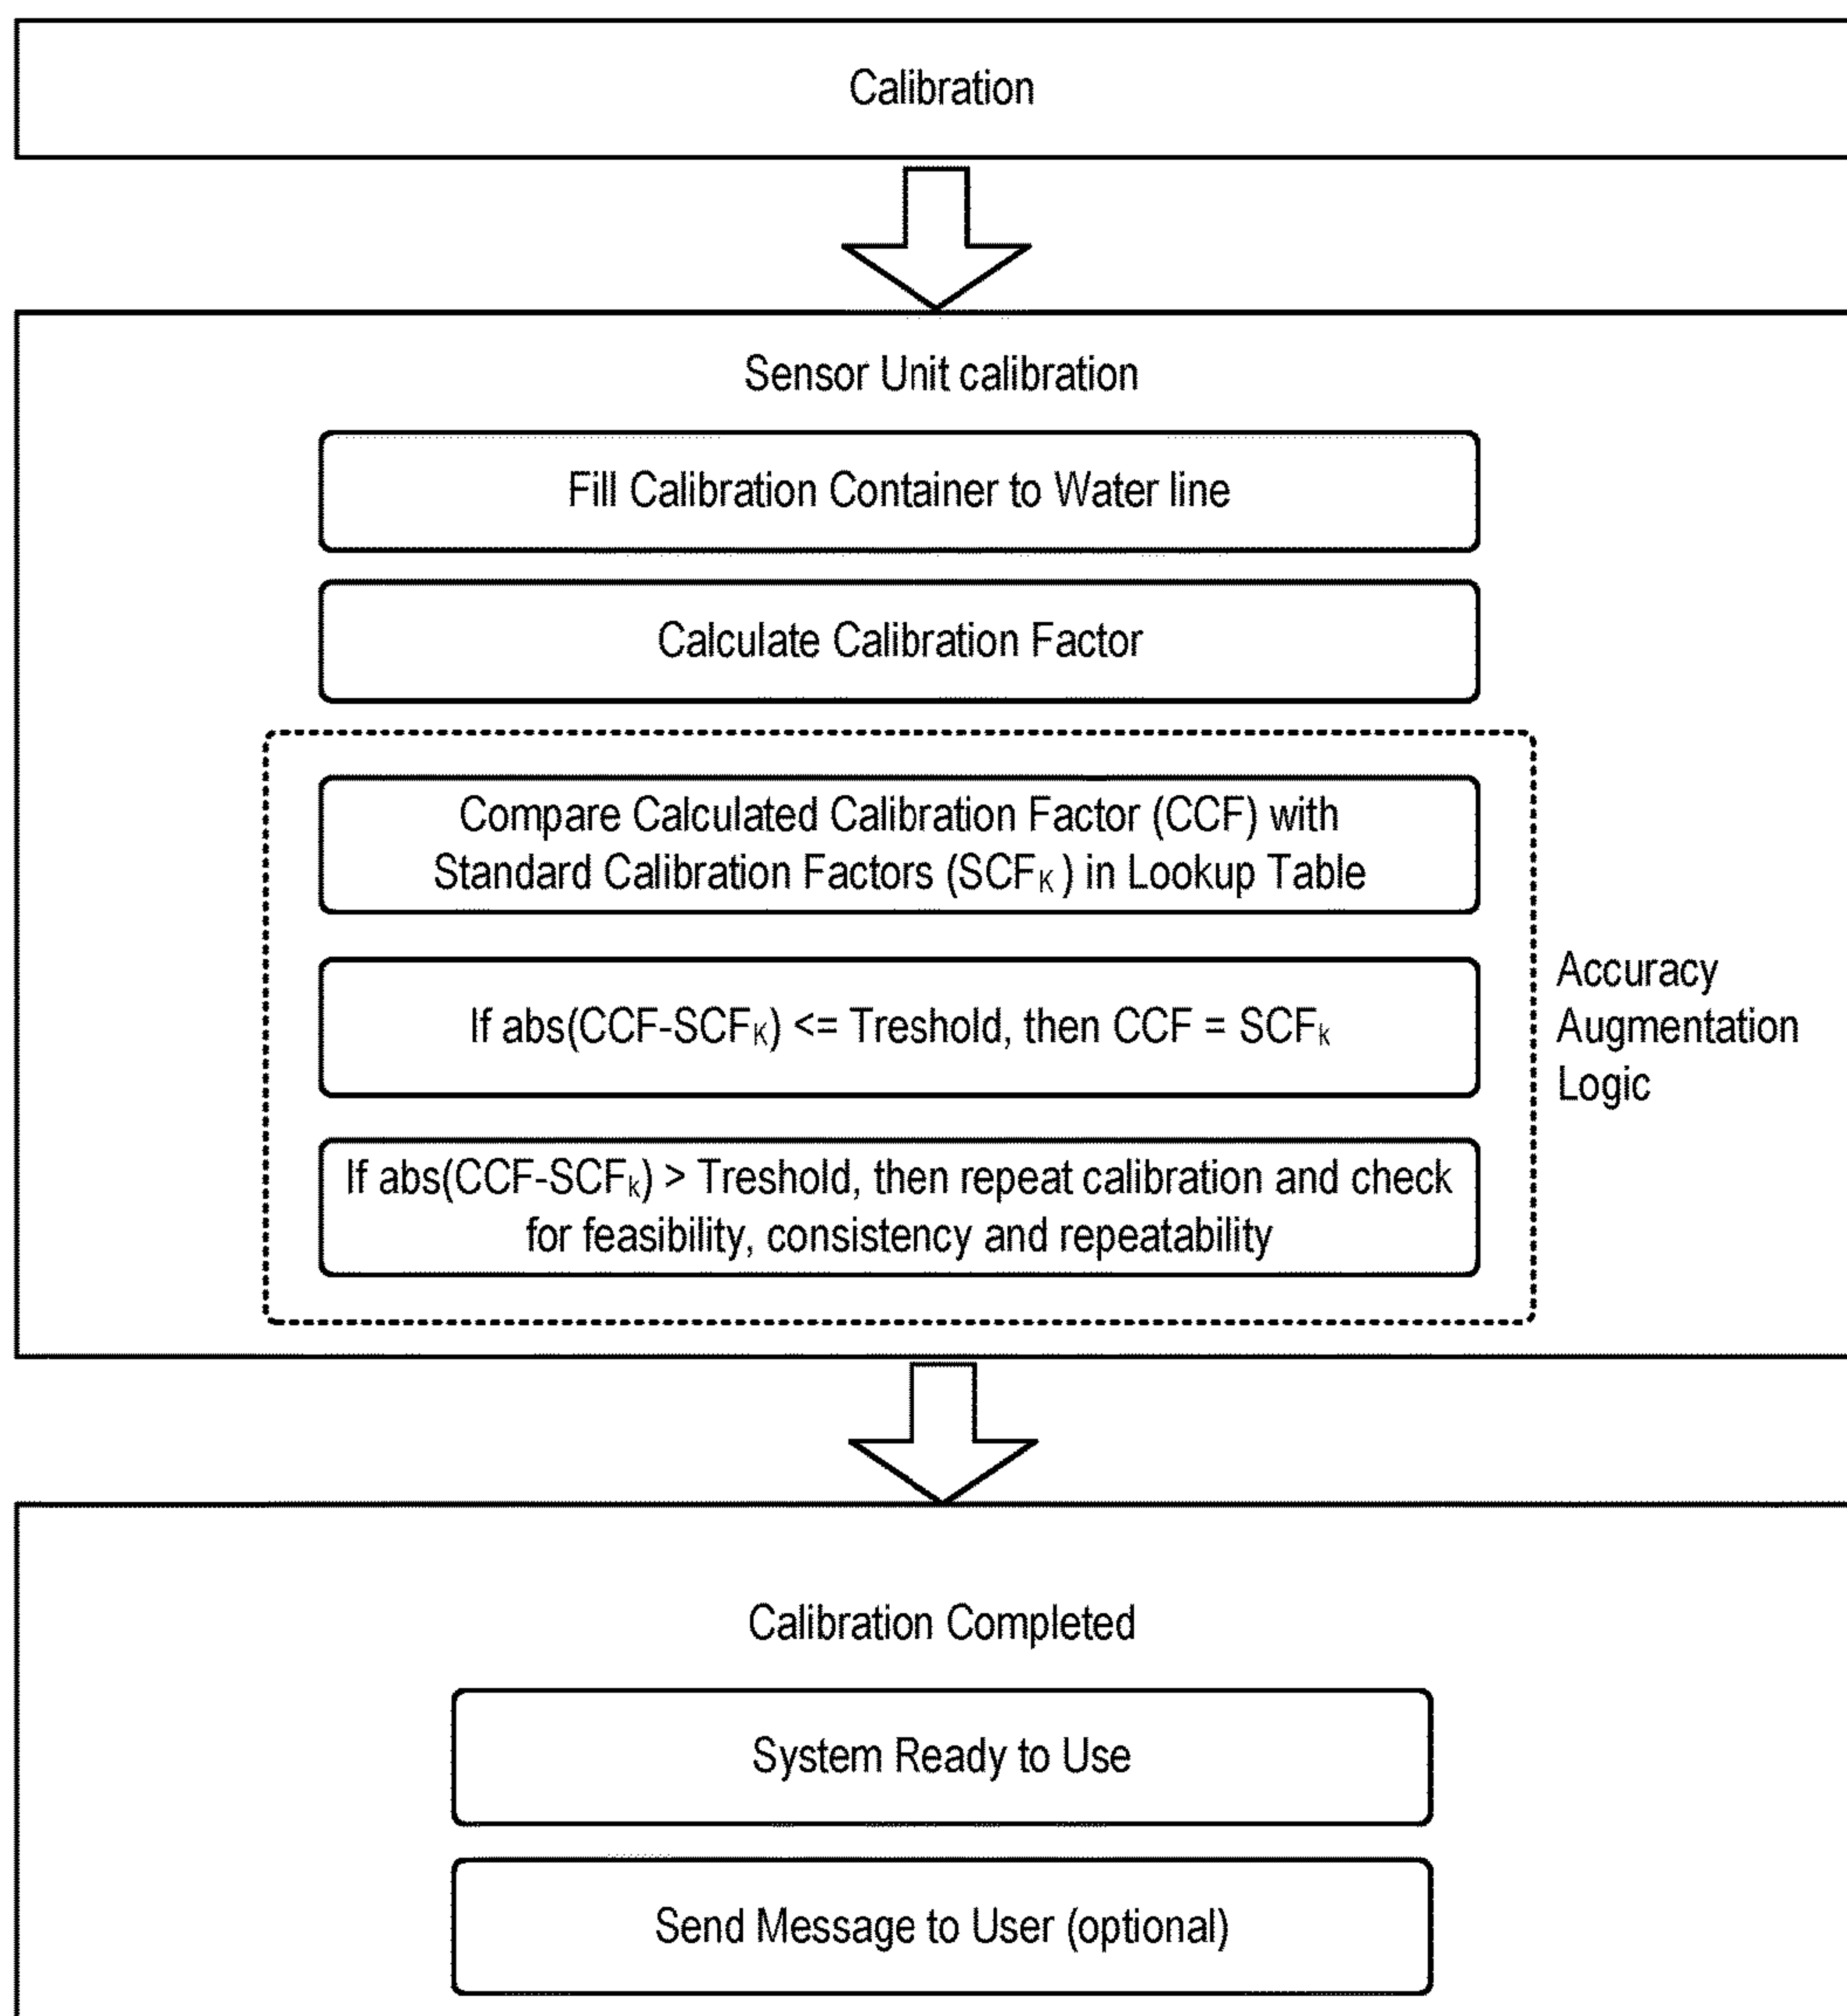 Calibration
Sensor Unit calibration
Fill Calibration Container to Water line
Calculate Calibration Factor
Compare Calculated Calibration Factor (CCF) with
Standard Calibration Factors (SCFK) in Lookup Table
If abs(CCF-SCFK) <= Treshold, then CCF = SCFk
If abs(CCF-SCFk) > Treshold, then repeat calibration and check
for feasibility, consistency and repeatability
Accuracy
Augmentation
Logic
Calibration Completed
System Ready to Use
Send Message to User (optional)